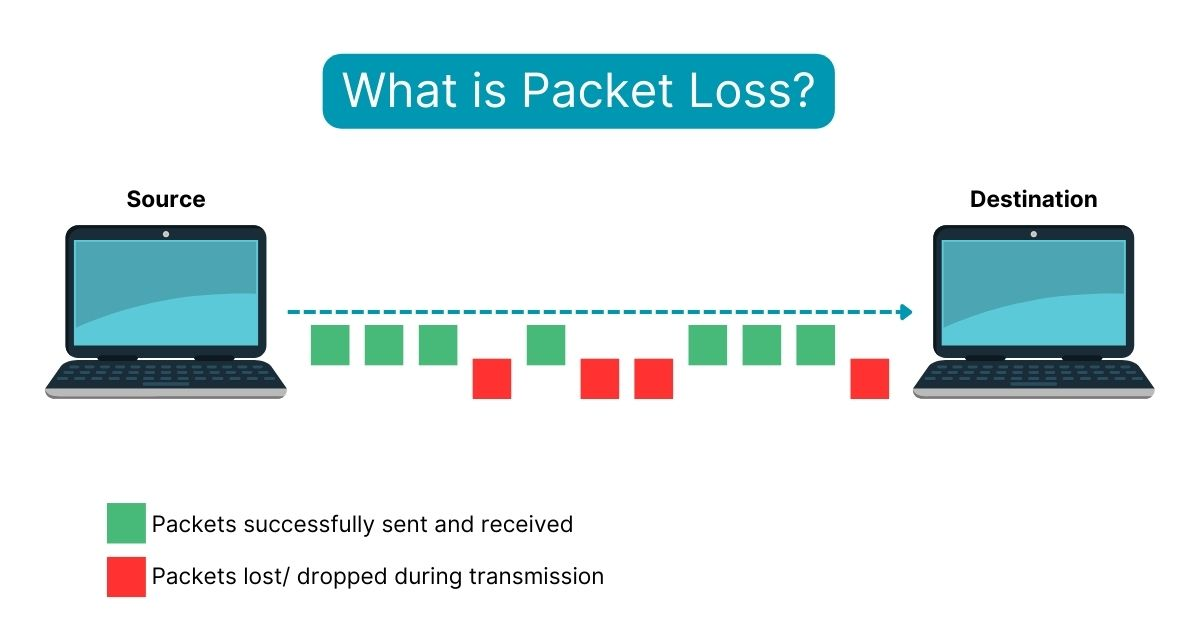 What is Packet Loss?
Source
Destination
Packets successfully sent and received
Packets lost/ dropped during transmission